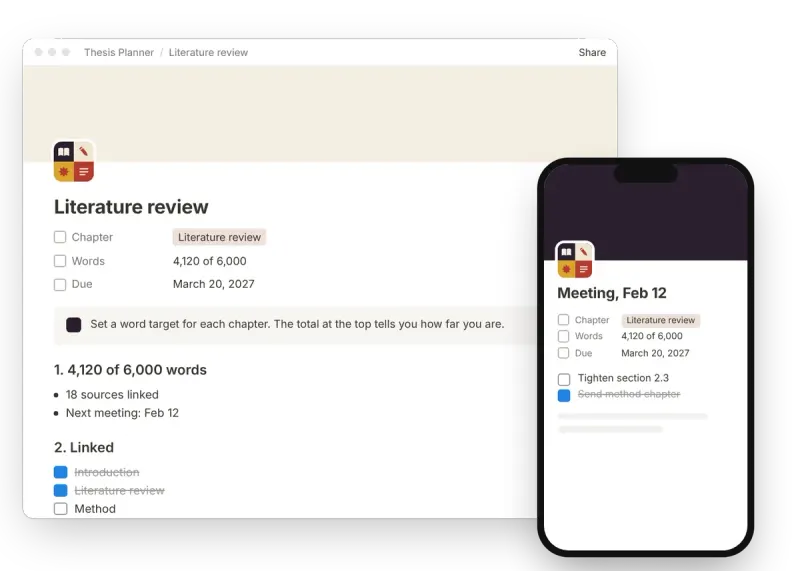 Thesis Planner / Literature review
Share
Literature review
Chapter Literature review
Words 4,120 of 6,000
Due March 20, 2027
Set a word target for each chapter. The total at the top tells you how far you are.
1. 4,120 of 6,000 words
18 sources linked
Next meeting: Feb 12
2. Linked
Introduction
Literature review
Method
Meeting, Feb 12
Chapter Literature review
Words 4,120 of 6,000
Due March 20, 2027
Tighten section 2.3
Send method chapter